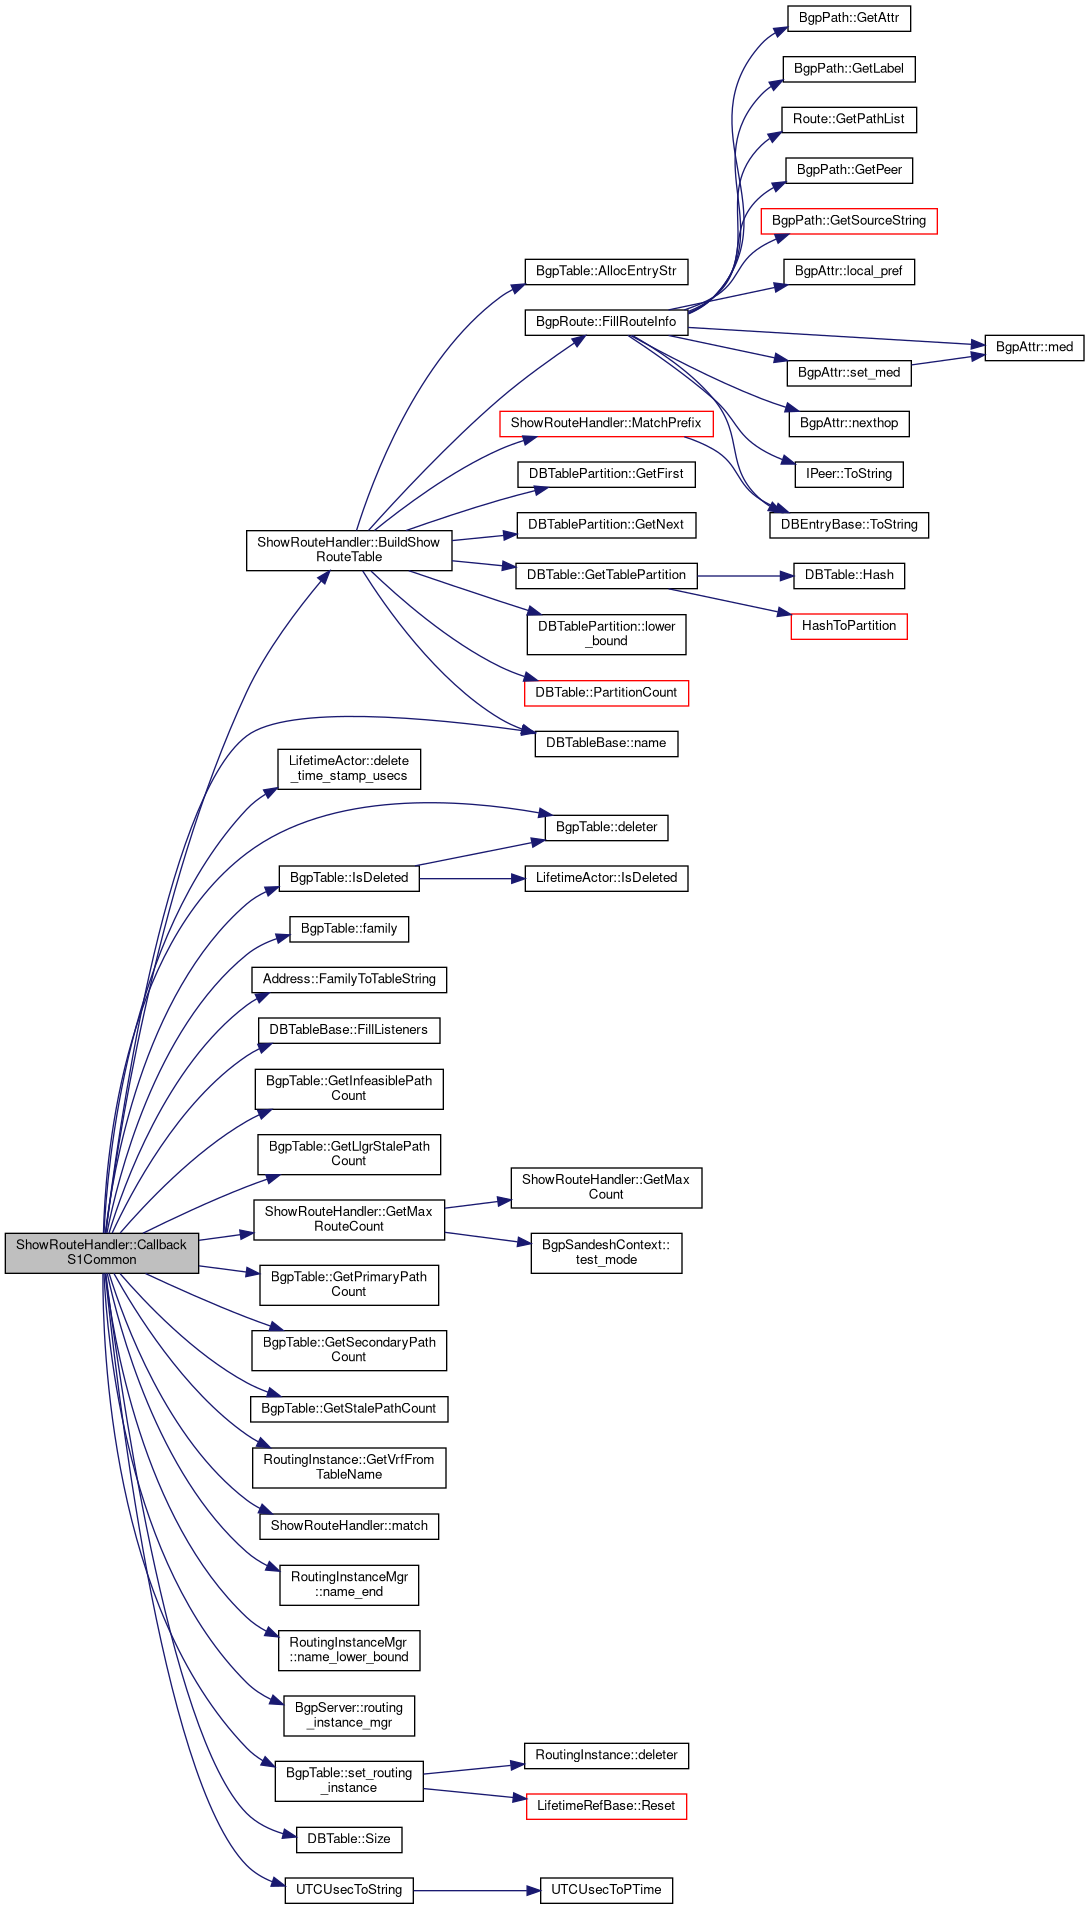 BgpPath::GetAttr
BgpPath::GetLabel
Route::GetPathList
BgpPath::GetPeer
BgpPath::GetSourceString
BgpTable::AllocEntryStr
BgpAttr::local_pref
BgpRoute::FillRouteInfo
BgpAttr::med
BgpAttr::set_med
ShowRouteHandler::MatchPrefix
BgpAttr::nexthop
DBTablePartition::GetFirst
IPeer::ToString
DBTablePartition::GetNext
DBEntryBase::ToString
ShowRouteHandler::BuildShow
RouteTable
DBTable::GetTablePartition
DBTable::Hash
HashToPartition
DBTablePartition::lower
_bound
DBTable::PartitionCount
DBTableBase::name
LifetimeActor::delete
_time_stamp_usecs
BgpTable::deleter
BgpTable::IsDeleted
LifetimeActor::IsDeleted
BgpTable::family
Address::FamilyToTableString
DBTableBase::FillListeners
BgpTable::GetInfeasiblePath
Count
BgpTable::GetLlgrStalePath
Count
ShowRouteHandler::GetMax
RouteCount
ShowRouteHandler::GetMax
Count
BgpSandeshContext::
test_mode
ShowRouteHandler::Callback
S1Common
BgpTable::GetPrimaryPath
Count
BgpTable::GetSecondaryPath
Count
BgpTable::GetStalePathCount
RoutingInstance::GetVrfFrom
TableName
ShowRouteHandler::match
RoutingInstanceMgr
::name_end
RoutingInstanceMgr
::name_lower_bound
BgpServer::routing
_instance_mgr
BgpTable::set_routing
_instance
RoutingInstance::deleter
LifetimeRefBase::Reset
DBTable::Size
UTCUsecToString
UTCUsecToPTime